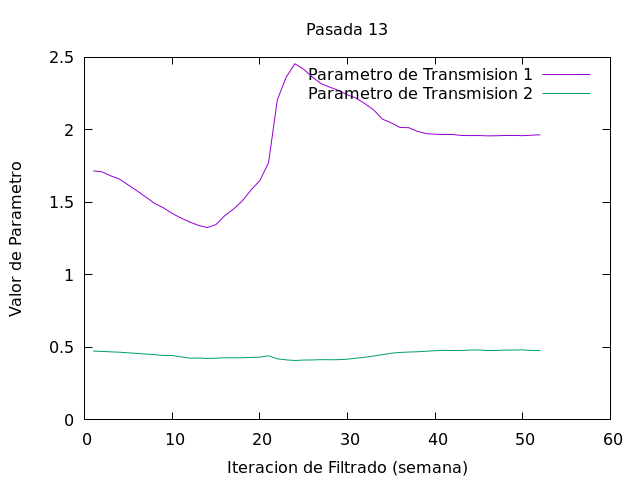 Pasada 13
2.5
Parametro de Transmision 1
Parametro de Transmision 2
2
1.5
Valor de Parametro
1
0.5
0
0 10 20 30 40 50 60
Iteracion de Filtrado (semana)